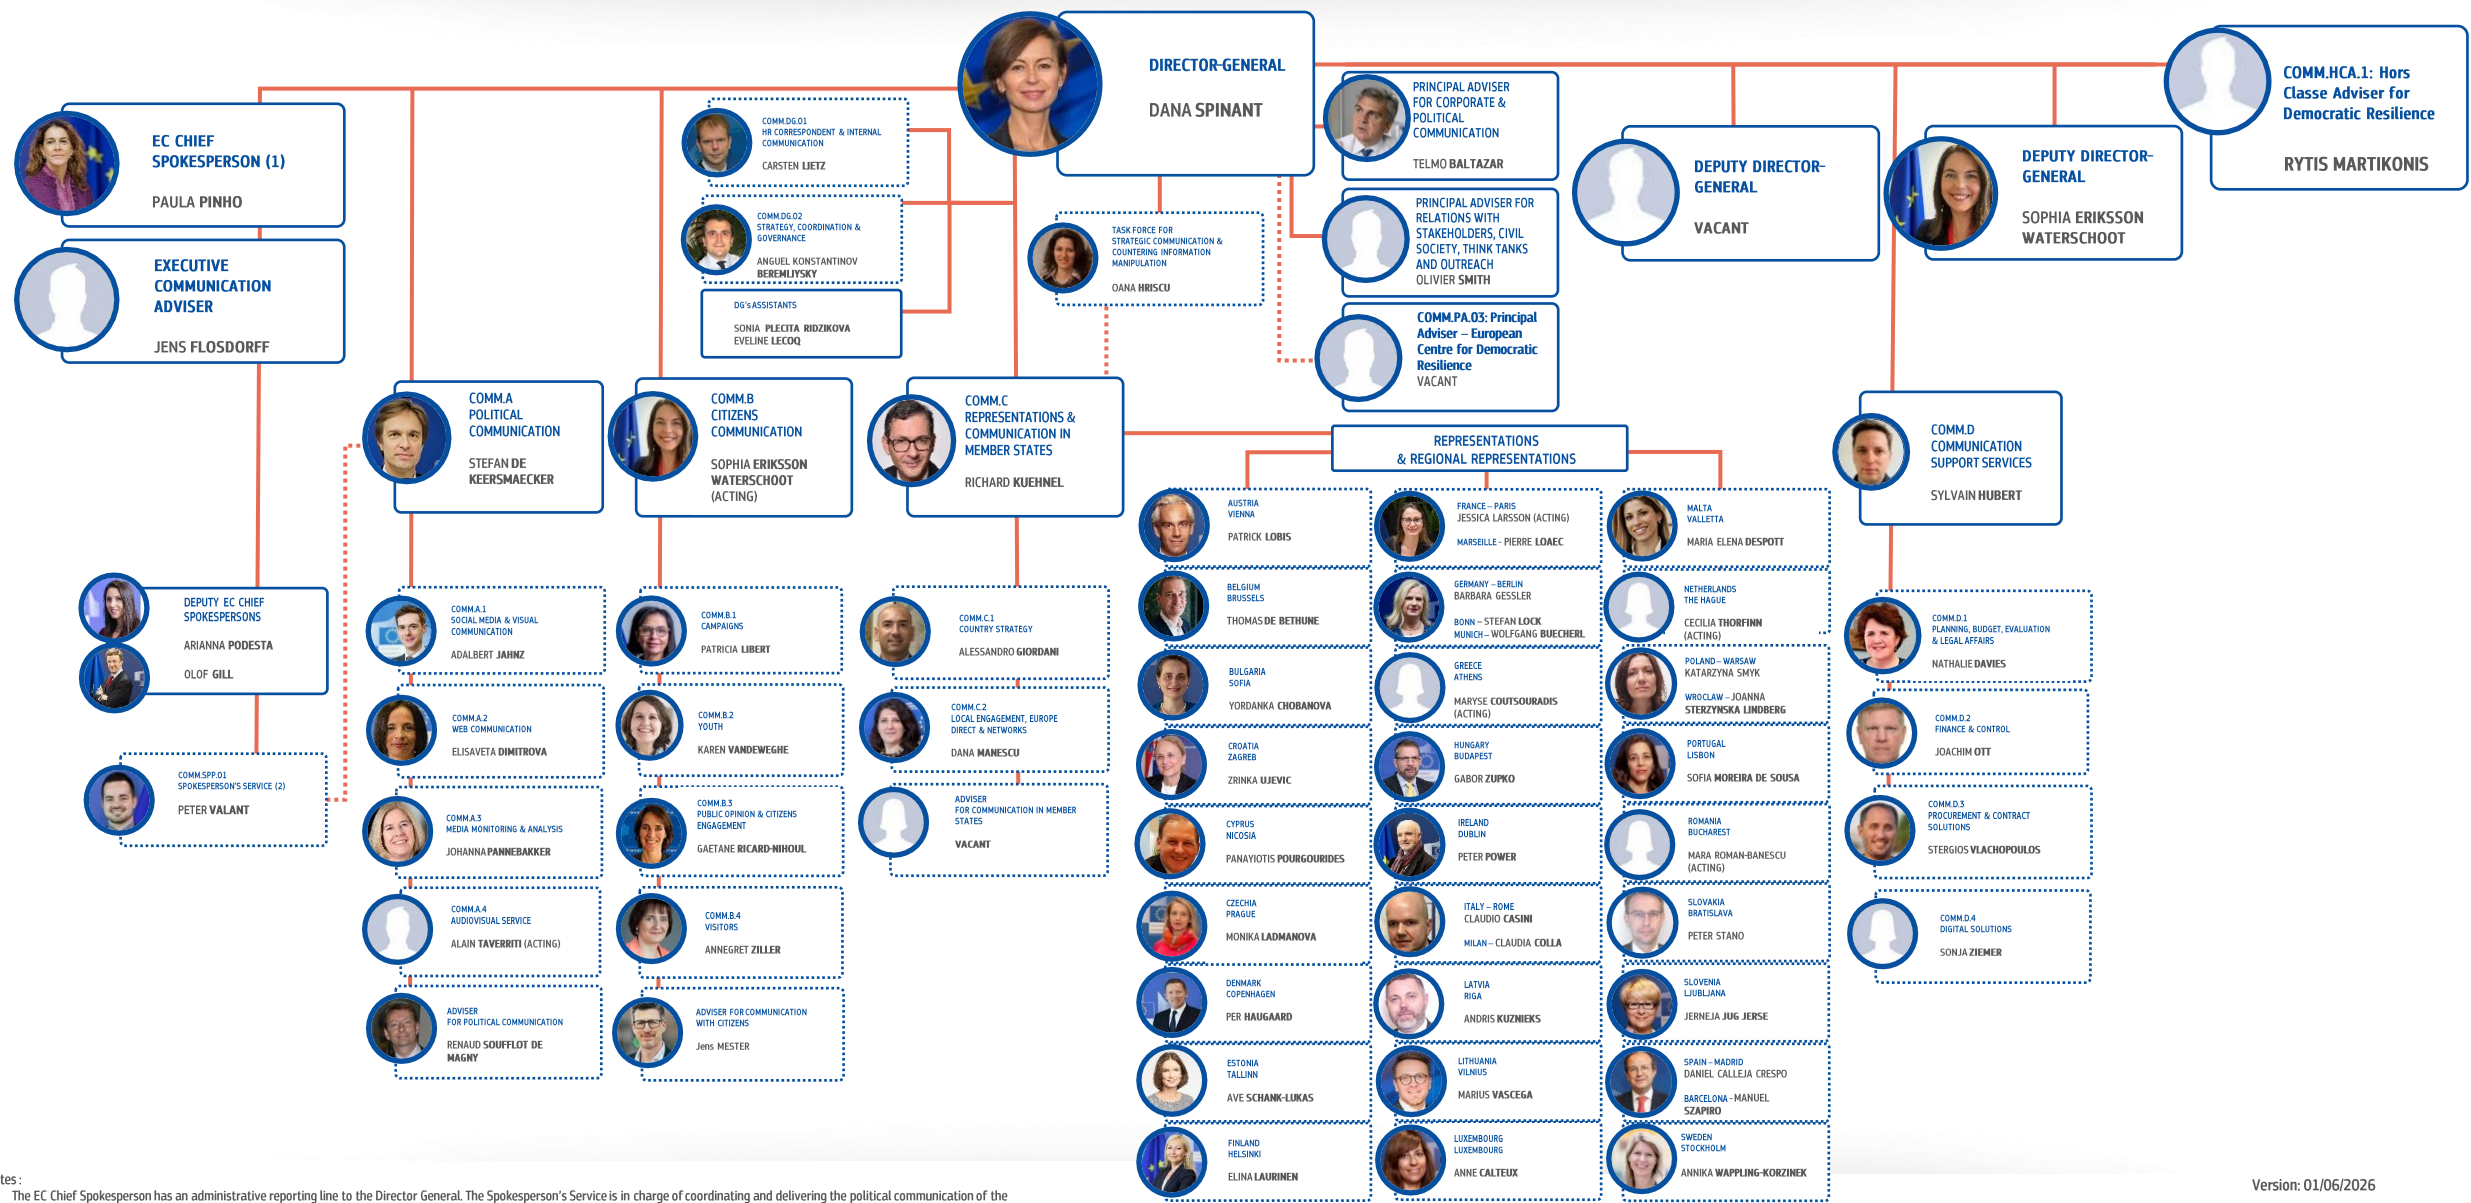 DIRECTOR-GENERAL
DANA SPINANT
COMM.HCA.1: Hors
Classe Adviser for
Democratic Resilience
RYTIS MARTIKONIS
EC CHIEF
SPOKESPERSON (1)
PAULA PINHO
EXECUTIVE
COMMUNICATION
ADVISER
JENS FLOSDORFF
COMM.DG.01
HR CORRESPONDENT & INTERNAL
COMMUNICATION
CARSTEN LIETZ
COMM.DG.02
STRATEGY, COORDINATION &
GOVERNANCE
ANGUEL KONSTANTINOV
BEREMLIYSKY
DG's ASSISTANTS
SONIA PLECITA RIDZIKOVA
EVELINE LECOQ
TASK FORCE FOR
STRATEGIC COMMUNICATION &
COUNTERING INFORMATION
MANIPULATION
OANA HRISCU
PRINCIPAL ADVISER
FOR CORPORATE &
POLITICAL
COMMUNICATION
TELMO BALTAZAR
PRINCIPAL ADVISER FOR
RELATIONS WITH
STAKEHOLDERS, CIVIL
SOCIETY, THINK TANKS
AND OUTREACH
OLIVIER SMITH
COMM.PA.03: Principal
Adviser – European
Centre for Democratic
Resilience
VACANT
DEPUTY DIRECTOR-
GENERAL
VACANT
DEPUTY DIRECTOR-
GENERAL
SOPHIA ERIKSSON
WATERSCHOOT
COMM.A
POLITICAL
COMMUNICATION
STEFAN DE
KEERSMAECKER
COMM.B
CITIZENS
COMMUNICATION
SOPHIA ERIKSSON
WATERSCHOOT
(ACTING)
COMM.C
REPRESENTATIONS &
COMMUNICATION IN
MEMBER STATES
RICHARD KUEHNEL
REPRESENTATIONS
& REGIONAL REPRESENTATIONS
COMM.D
COMMUNICATION
SUPPORT SERVICES
SYLVAIN HUBERT
DEPUTY EC CHIEF
SPOKESPERSONS
ARIANNA PODESTA
OLOF GILL
COMM.SPP.01
SPOKESPERSON'S SERVICE (2)
PETER VALANT
COMM.A.1
SOCIAL MEDIA & VISUAL
COMMUNICATION
ADALBERT JAHNZ
COMM.A.2
WEB COMMUNICATION
ELISAVETA DIMITROVA
COMM.A.3
MEDIA MONITORING & ANALYSIS
JOHANNA PANNEBAKKER
COMM.A.4
AUDIOVISUAL SERVICE
ALAIN TAVERRITI (ACTING)
ADVISER
FOR POLITICAL COMMUNICATION
RENAUD SOUFFLOT DE
MAGNY
COMM.B.1
CAMPAIGNS
PATRICIA LIBERT
COMM.B.2
YOUTH
KAREN VANDEWEGHE
COMM.B.3
PUBLIC OPINION & CITIZENS
ENGAGEMENT
GAETANE RICARD-NIHOUL
COMM.B.4
VISITORS
ANNEGRET ZILLER
ADVISER FOR COMMUNICATION
WITH CITIZENS
Jens MESTER
COMM.C.1
COUNTRY STRATEGY
ALESSANDRO GIORDANI
COMM.C.2
LOCAL ENGAGEMENT, EUROPE
DIRECT & NETWORKS
DANA MANESCU
ADVISER
FOR COMMUNICATION IN MEMBER
STATES
VACANT
AUSTRIA
VIENNA
PATRICK LOBIS
BELGIUM
BRUSSELS
THOMAS DE BETHUNE
BULGARIA
SOFIA
YORDANKA CHOBANOVA
CROATIA
ZAGREB
ZRINKA UJEVIC
CYPRUS
NICOSIA
PANAYIOTIS POURGOURIDES
CZECHIA
PRAGUE
MONIKA LADMANOVA
DENMARK
COPENHAGEN
PER HAUGAARD
ESTONIA
TALLINN
AVE SCHANK-LUKAS
FINLAND
HELSINKI
ELINA LAURINEN
FRANCE – PARIS
JESSICA LARSSON (ACTING)
MARSEILLE - PIERRE LOAEC
GERMANY – BERLIN
BARBARA GESSLER
BONN – STEFAN LOCK
MUNICH – WOLFGANG BUECHERL
GREECE
ATHENS
MARYSE COUTSOURADIS
(ACTING)
HUNGARY
BUDAPEST
GABOR ZUPKO
IRELAND
DUBLIN
PETER POWER
ITALY – ROME
CLAUDIO CASINI
MILAN – CLAUDIA COLLA
LATVIA
RIGA
ANDRIS KUZNIEKS
LITHUANIA
VILNIUS
MARIUS VASCEGA
LUXEMBOURG
LUXEMBOURG
ANNE CALTEUX
MALTA
VALLETTA
MARIA ELENA DESPOTT
NETHERLANDS
THE HAGUE
CECILIA THORFINN
(ACTING)
POLAND – WARSAW
KATARZYNA SMYK
WROCLAW – JOANNA
STERZYNSKA LINDBERG
PORTUGAL
LISBON
SOFIA MOREIRA DE SOUSA
ROMANIA
BUCHAREST
MARA ROMAN-BANESCU
(ACTING)
SLOVAKIA
BRATISLAVA
PETER STANO
SLOVENIA
LJUBLJANA
JERNEJA JUG JERSE
SPAIN – MADRID
DANIEL CALLEJA CRESPO
BARCELONA - MANUEL
SZAPIRO
SWEDEN
STOCKHOLM
ANNIKA WAPPLING-KORZINEK
COMM.D.1
PLANNING, BUDGET, EVALUATION
& LEGAL AFFAIRS
NATHALIE DAVIES
COMM.D.2
FINANCE & CONTROL
JOACHIM OTT
COMM.D.3
PROCUREMENT & CONTRACT
SOLUTIONS
STERGIOS VLACHOPOULOS
COMM.D.4
DIGITAL SOLUTIONS
SONJA ZIEMER
tes :
The EC Chief Spokesperson has an administrative reporting line to the Director General. The Spokesperson's Service is in charge of coordinating and delivering the political communication of the
Version: 01/06/2026